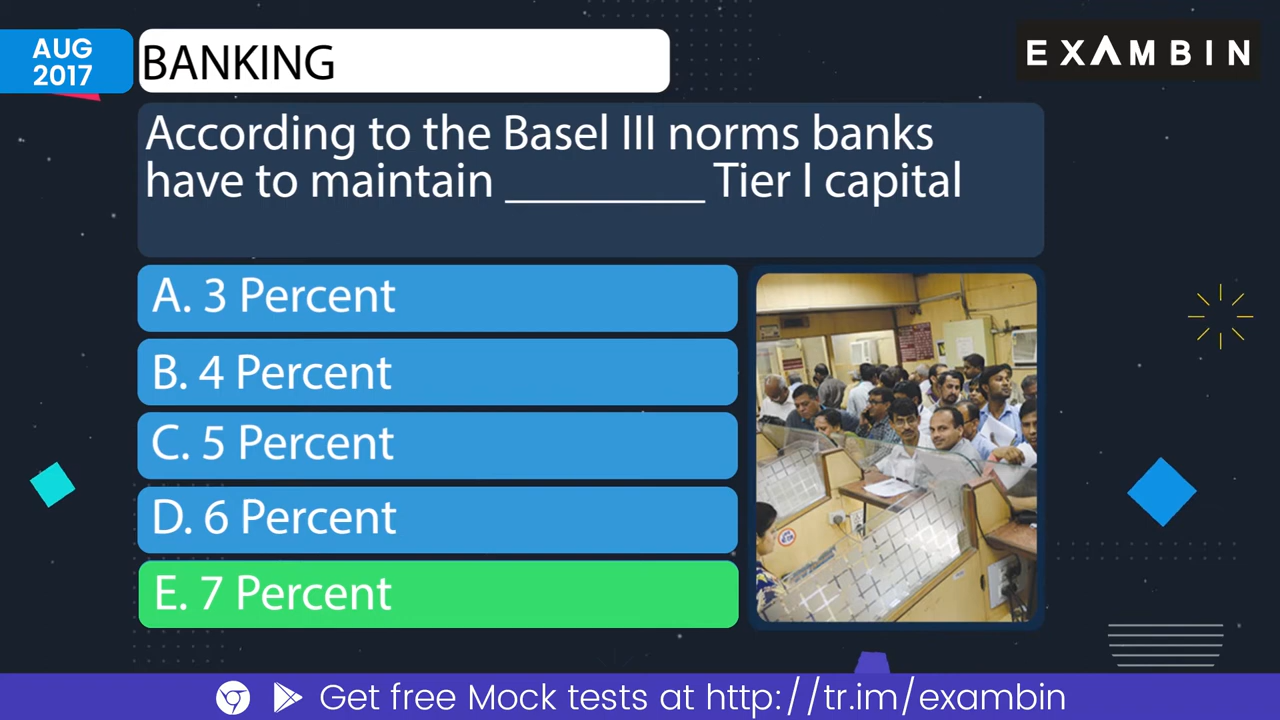 AUG
2017
BANKING
EXAMBIN
According to the Basel III norms banks
have to maintain _________ Tier I capital
A. 3 Percent
B. 4 Percent
C. 5 Percent
D. 6 Percent
E. 7 Percent
Get free Mock tests at http://tr.im/exambin